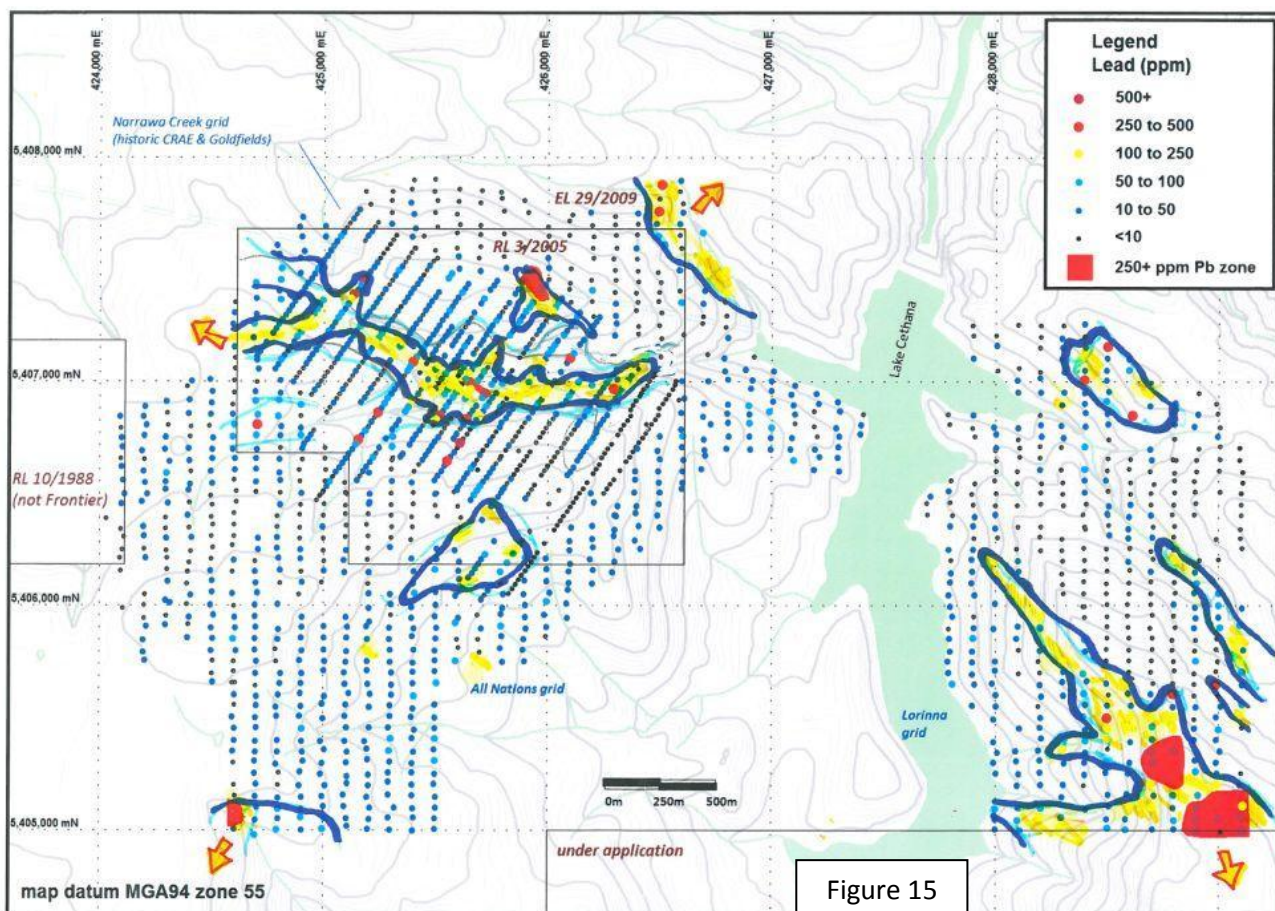 424,000 mE
425,000 mE
426,000 mE
427,000 mE
428,000 mE
Legend
Lead (ppm)
500+
250 to 500
100 to 250
50 to 100
10 to 50
<10
250+ ppm Pb zone
Narrawa Creek grid
(historic CRAE & Goldfields)
5,408,000 mN
EL 29/2009
RL 3/2005
Lake Cethana
5,407,000 mN
RL 10/1988
(not Frontier)
5,406,000 mN
All Nations grid
Lorinna
grid
0m 250m 500m
5,405,000 mN
under application
map datum MGA94 zone 55
Figure 15